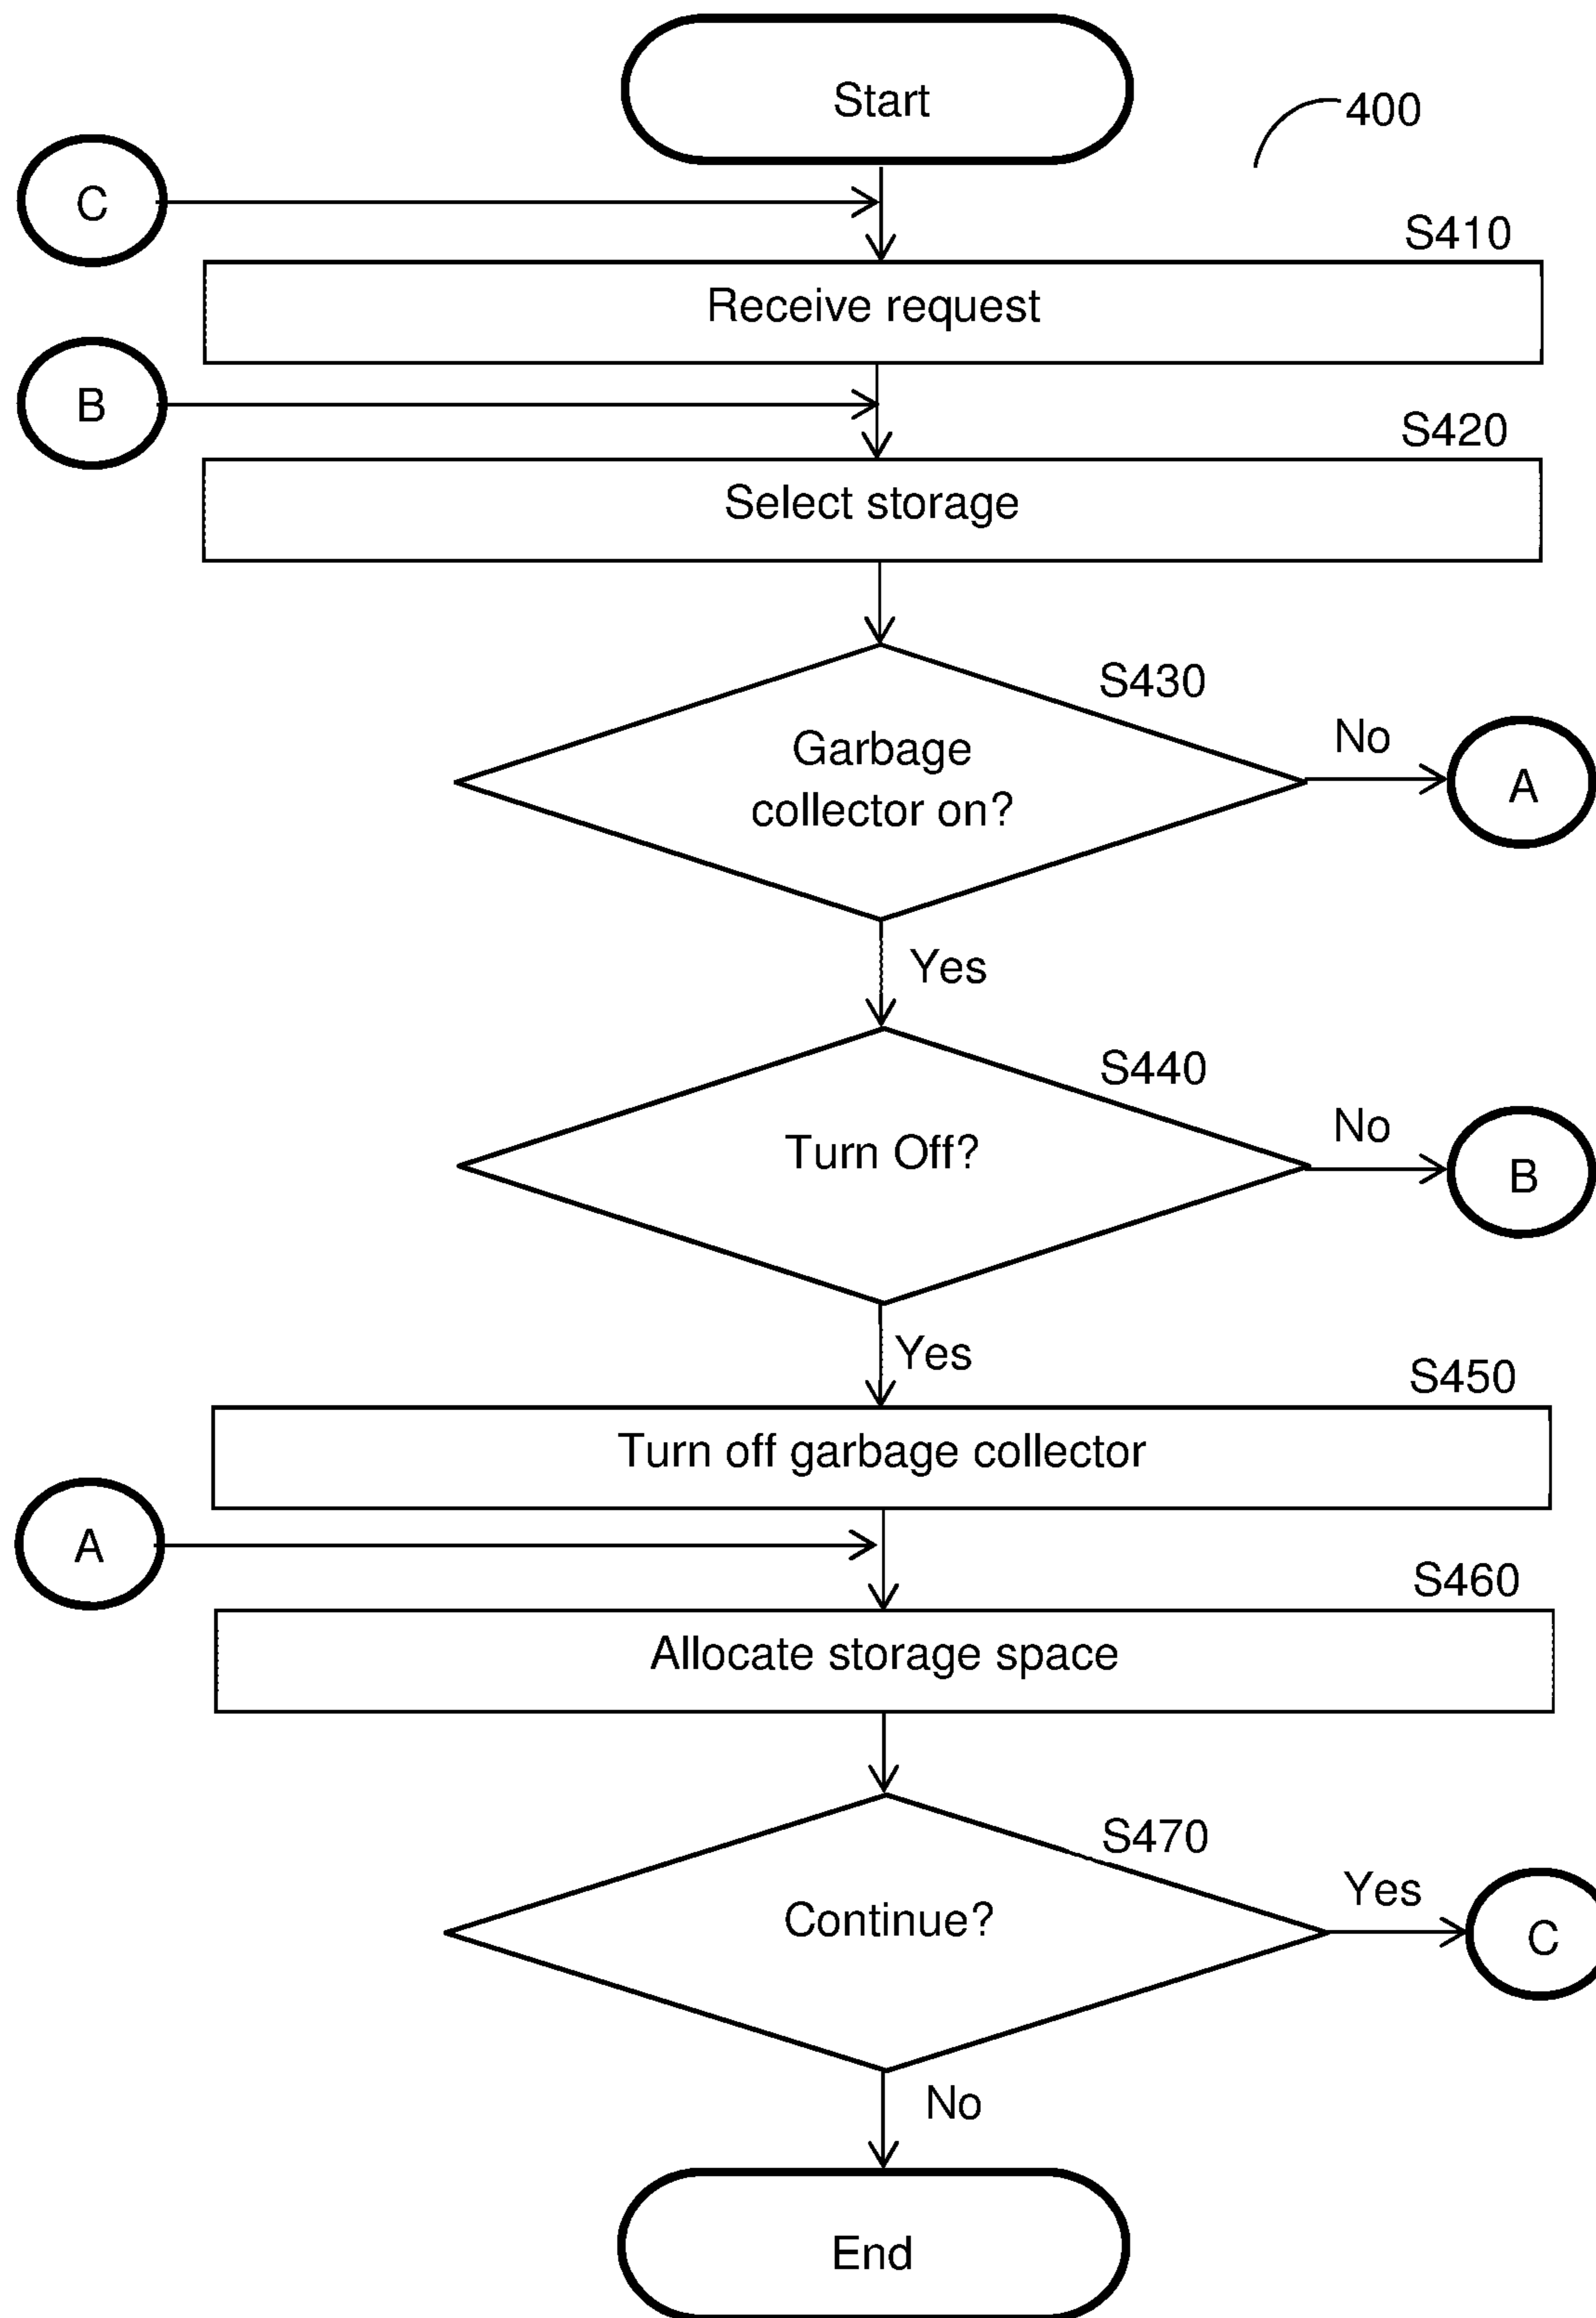 Start
400
C
S410
Receive request
B
S420
Select storage
S430
Garbage
collector on?
No
A
Yes
S440
Turn Off?
No
B
Yes
S450
Turn off garbage collector
A
S460
Allocate storage space
S470
Continue?
Yes
C
No
End